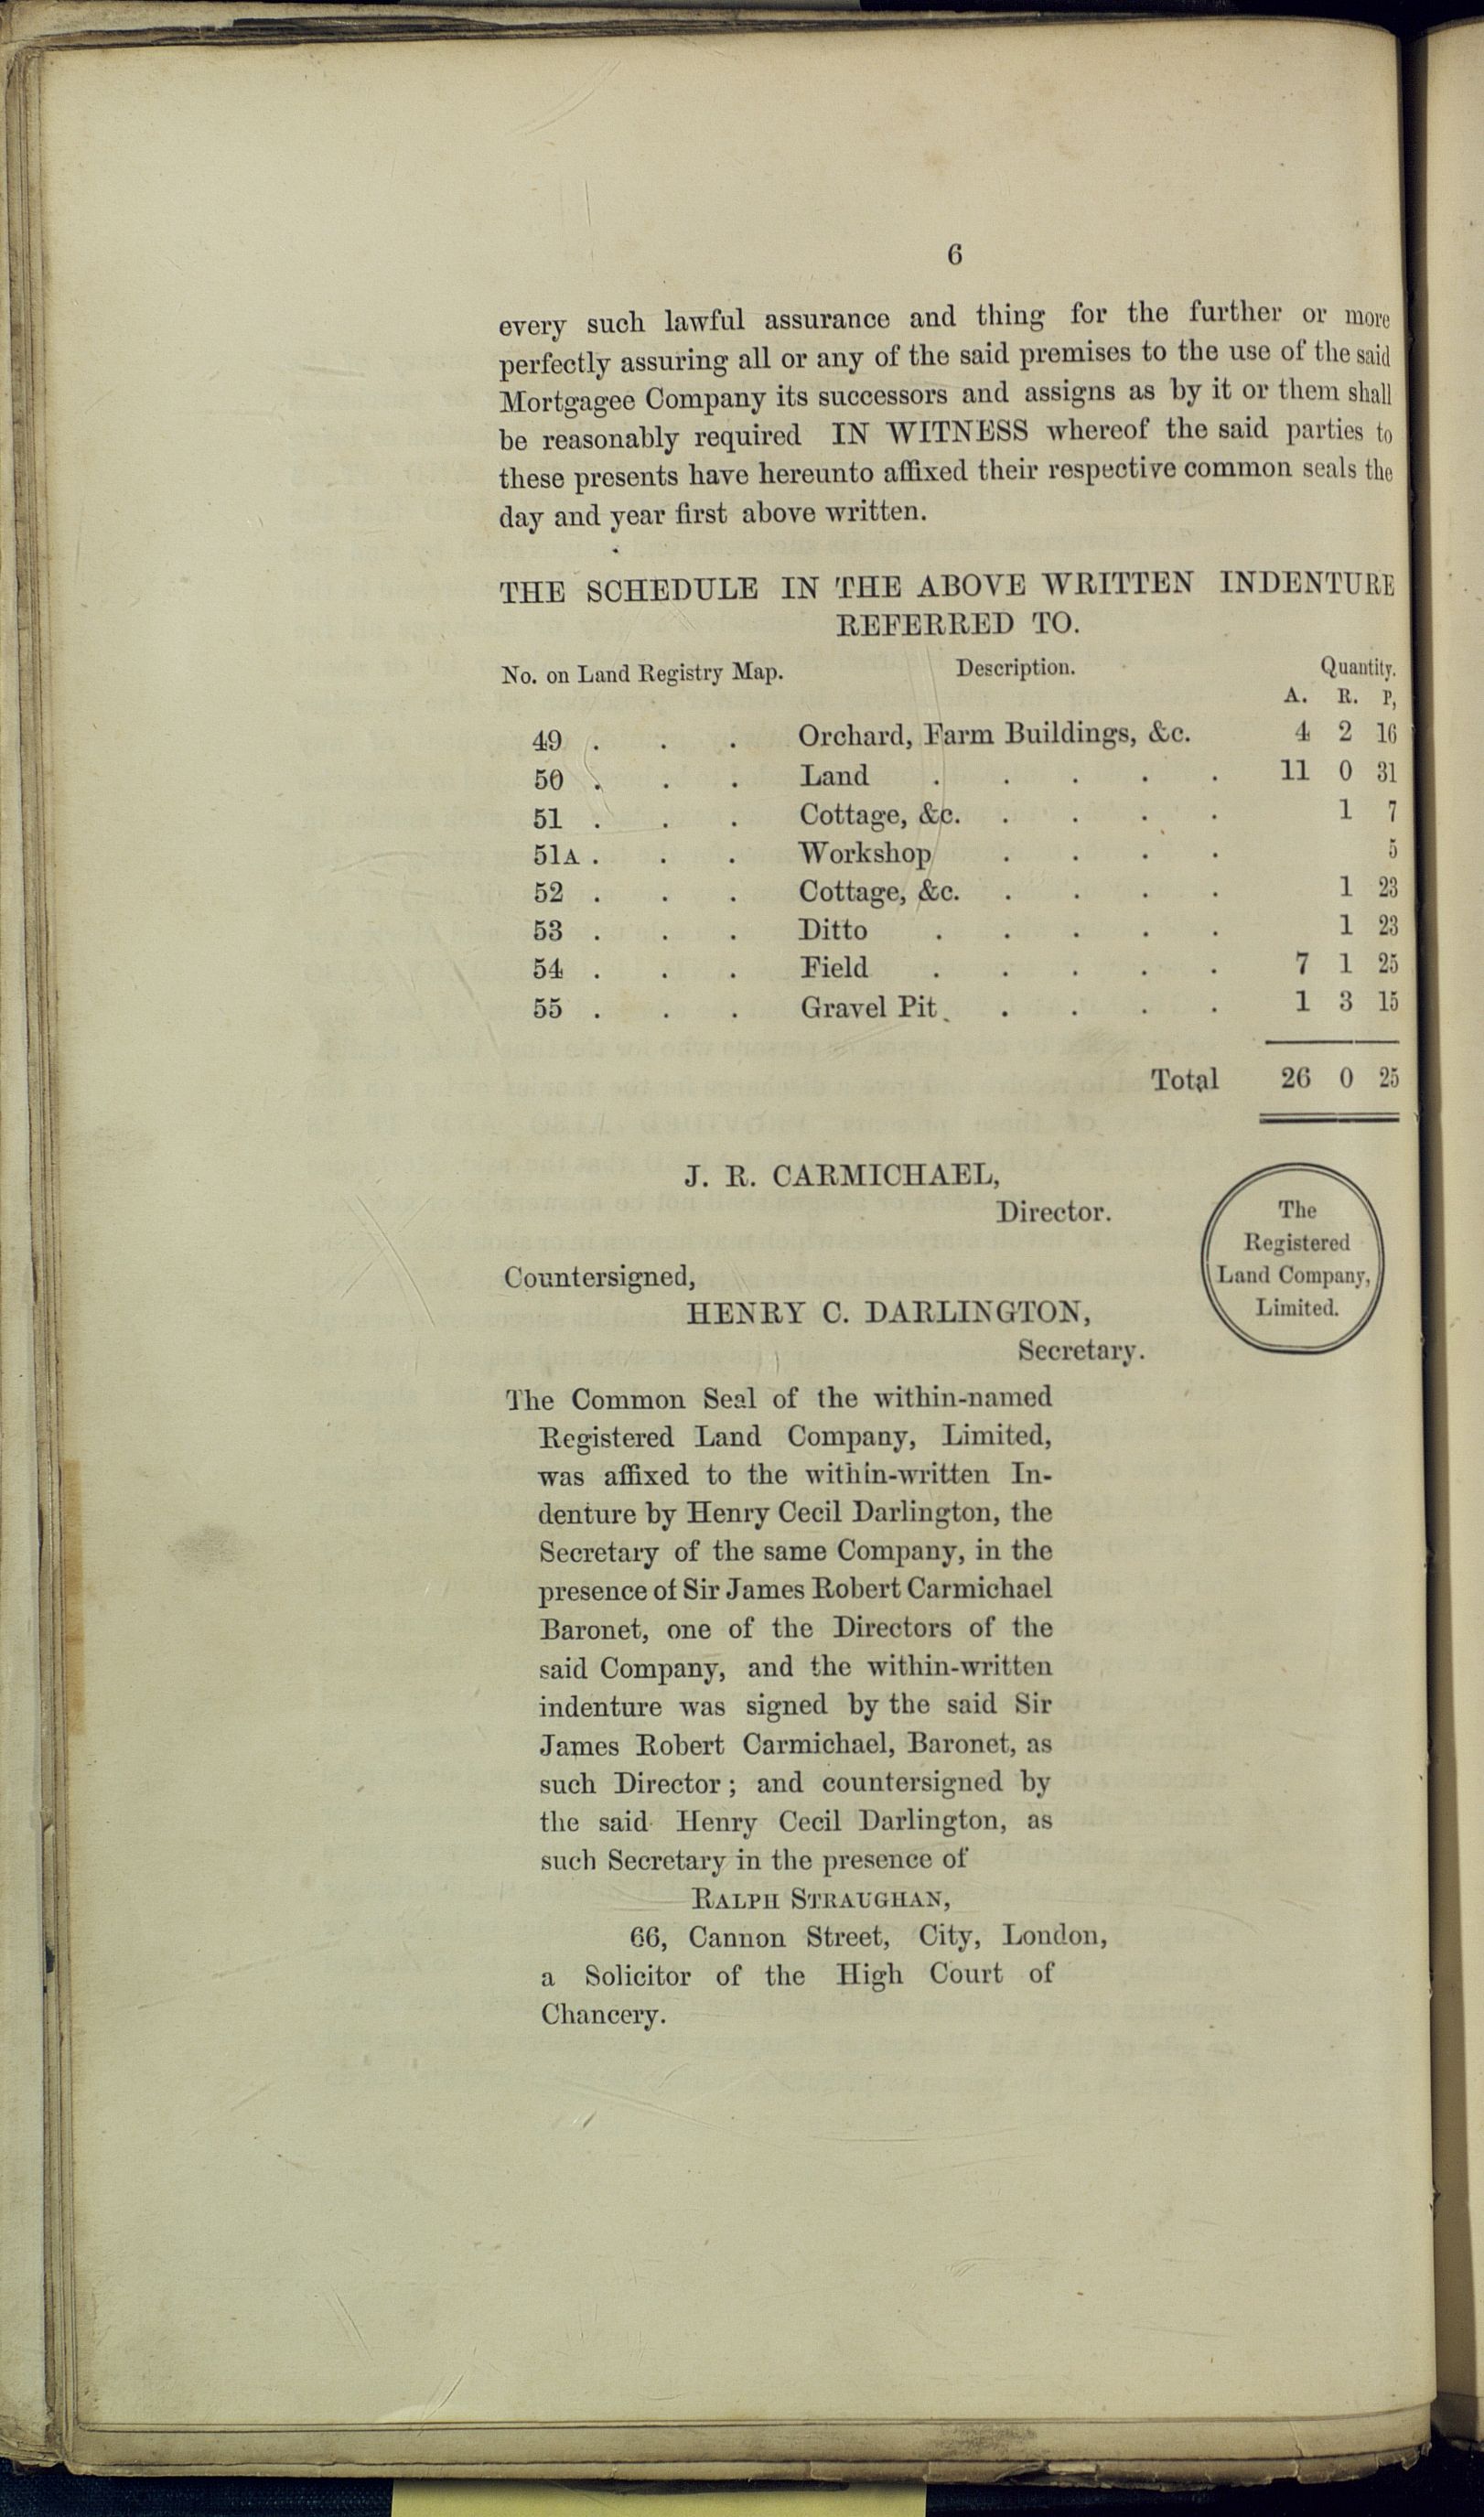 6
every such lawful assurance and thing for the further or more
perfectly assuring all or any of the said premises to the use of the said
Mortgagee Company its successors and assigns as by it or them shall
be reasonably required IN WITNESS whereof the said parties to
these presents have hereunto affixed their respective common seals the
day and year first above written.
THE SCHEDULE IN THE ABOVE WRITTEN INDENTURE
REFERRED TO.
No. on Land Registry Map. Description. Quantity.
A. R. P,
49 . . . Orchard, Farm Buildings, &c. 4 2 16
50 . . . Land . . . . . 11 0 31
51 . . . Cottage, &c. . . . . 1 7
51A . . . Workshop . . . . 5
52 . . . Cottage, &c. . . . . 1 23
53 . . . Ditto . . . . . 1 23
54 . . . Field . . . . . 7 1 25
55 . . . Gravel Pit . . . . . 1 3 15
Total 26 0 25
J. R. CARMICHAEL,
Director.
The
Registered
Land Company,
Limited.
Countersigned,
HENRY C. DARLINGTON,
Secretary.
The Common Seal of the within-named
Registered Land Company, Limited,
was affixed to the within-written In-
denture by Henry Cecil Darlington, the
Secretary of the same Company, in the
presence of Sir James Robert Carmichael
Baronet, one of the Directors of the
said Company, and the within-written
indenture was signed by the said Sir
James Robert Carmichael, Baronet, as
such Director; and countersigned by
the said Henry Cecil Darlington, as
such Secretary in the presence of
RALPH STRAUGHAN,
66, Cannon Street, City, London,
a Solicitor of the High Court of
Chancery.